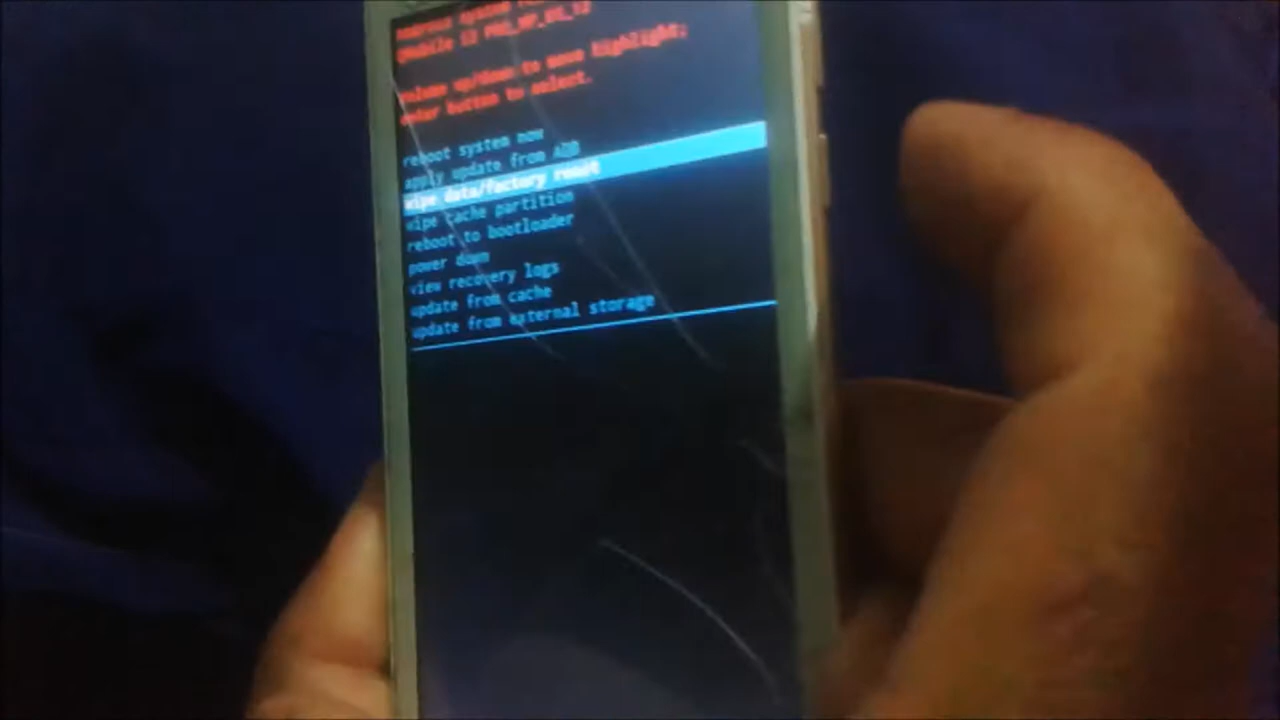 system
QMobile
volume up/down to move highlight;
enter button to select.
reboot system now
apply update from ADB
wipe data/factory reset
wipe cache partition
reboot to bootloader
power down
view recovery logs
update from cache
update from external storage